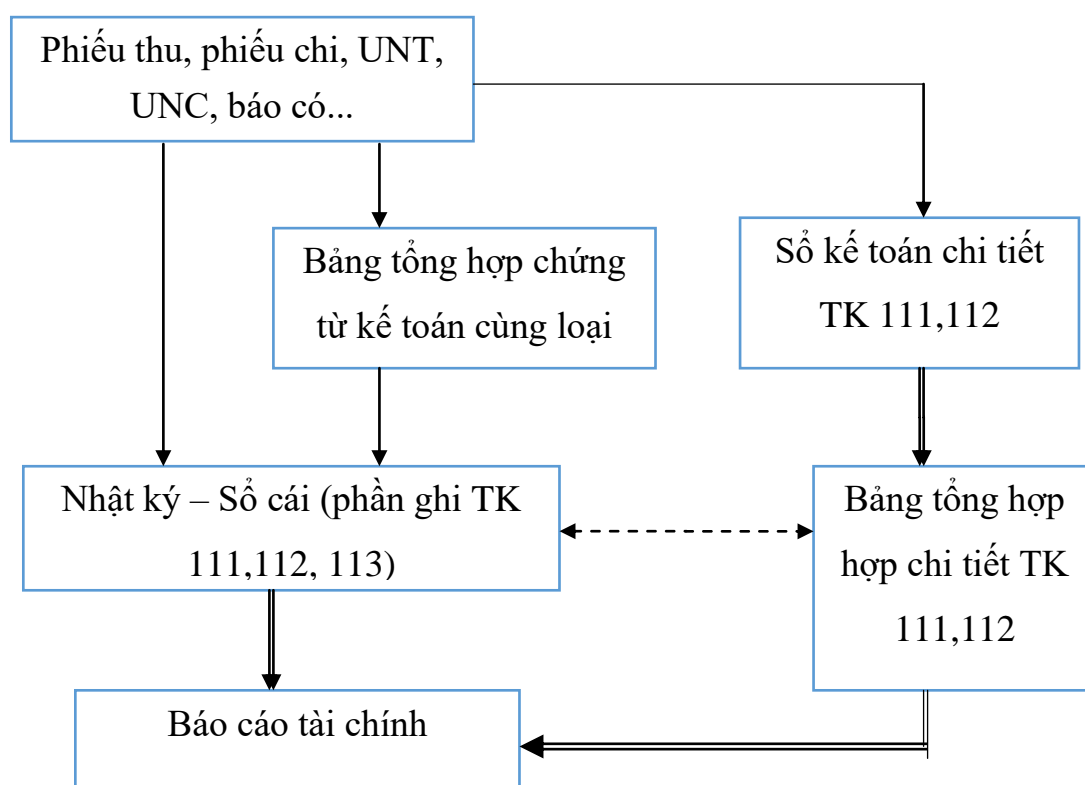 Phiếu thu, phiếu chi, UNT,
UNC, báo có...
Bảng tổng hợp chứng
từ kế toán cùng loại
Sổ kế toán chi tiết
TK 111,112
Nhật ký – Sổ cái (phần ghi TK
111,112, 113)
Bảng tổng hợp
hợp chi tiết TK
111,112
Báo cáo tài chính